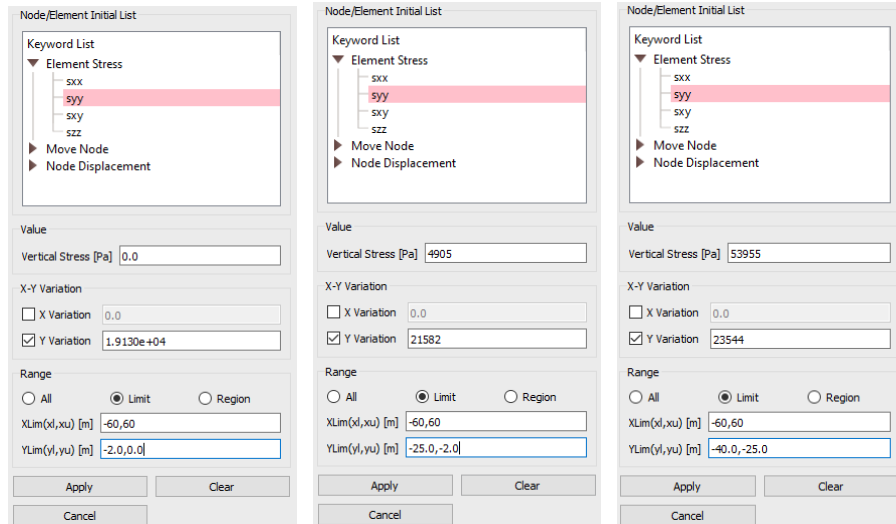 Node/Element Initial List
Keyword List
Element Stress
sxx
syy
sxy
szz
Move Node
Node Displacement
Value
Vertical Stress [Pa] 0.0
X-Y Variation
X Variation 0.0
Y Variation 1.9130e+04
Range
All Limit Region
XLim(xl,xu) [m] -60,60
YLim(yl,yu) [m] -2.0,0.0
Apply Clear
Cancel
Node/Element Initial List
Keyword List
Element Stress
sxx
syy
sxy
szz
Move Node
Node Displacement
Value
Vertical Stress [Pa] 4905
X-Y Variation
X Variation 0.0
Y Variation 21582
Range
All Limit Region
XLim(xl,xu) [m] -60,60
YLim(yl,yu) [m] -25.0,-2.0
Apply Clear
Cancel
Node/Element Initial List
Keyword List
Element Stress
sxx
syy
sxy
szz
Move Node
Node Displacement
Value
Vertical Stress [Pa] 53955
X-Y Variation
X Variation 0.0
Y Variation 23544
Range
All Limit Region
XLim(xl,xu) [m] -60,60
YLim(yl,yu) [m] -40.0,-25.0
Apply Clear
Cancel